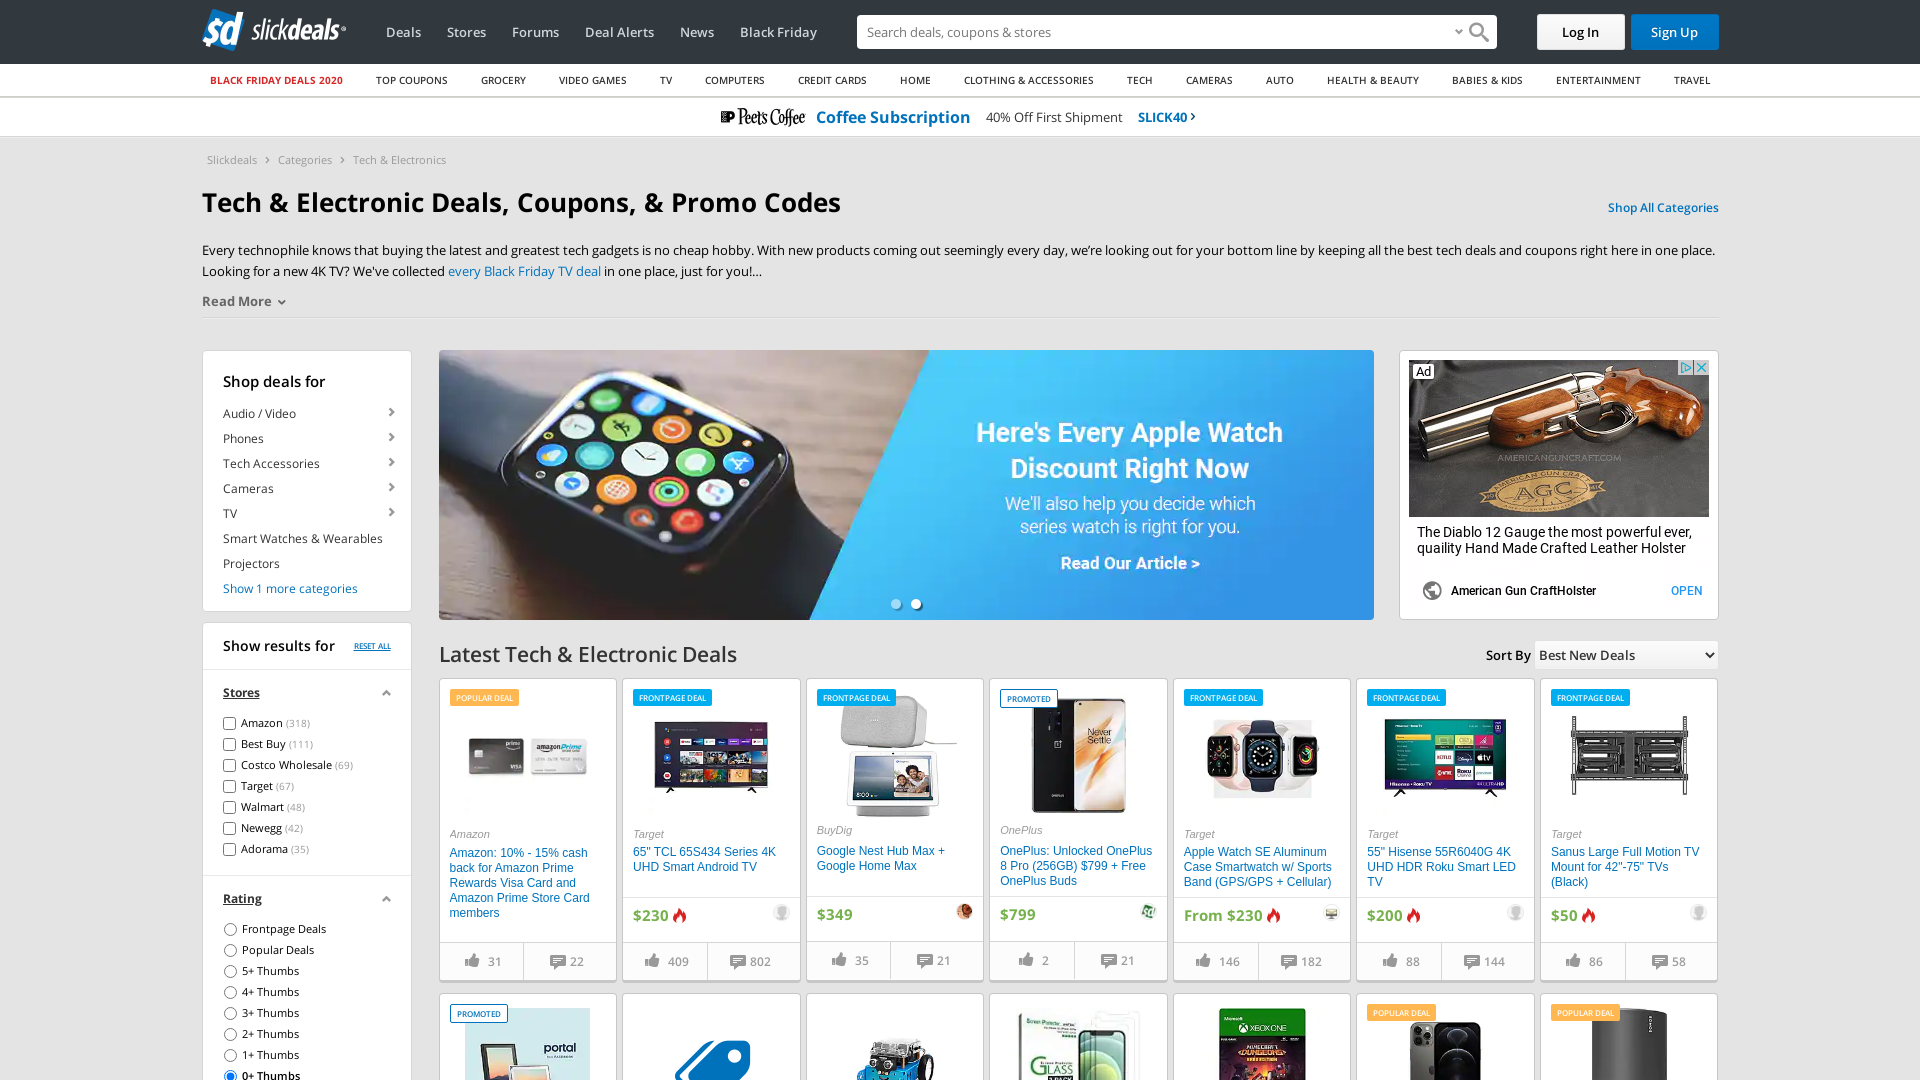 slickdeals
Deals
Stores
Forums
Deal Alerts
News
Black Friday
Search deals, coupons & stores
Log In
Sign Up
BLACK FRIDAY DEALS 2020
TOP COUPONS
GROCERY
VIDEO GAMES
TV
COMPUTERS
CREDIT CARDS
HOME
CLOTHING & ACCESSORIES
TECH
CAMERAS
AUTO
HEALTH & BEAUTY
BABIES & KIDS
ENTERTAINMENT
TRAVEL
Peet's Coffee
Coffee Subscription
40% Off First Shipment
SLICK40
Slickdeals
Categories
Tech & Electronics
Tech & Electronic Deals, Coupons, & Promo Codes
Shop All Categories
Every technophile knows that buying the latest and greatest tech gadgets is no cheap hobby. With new products coming out seemingly every day, we’re looking out for your bottom line by keeping all the best tech deals and coupons right here in one place.
Looking for a new 4K TV? We've collected every Black Friday TV deal in one place, just for you!...
Read More
Shop deals for
Audio / Video
Phones
Tech Accessories
Cameras
TV
Smart Watches & Wearables
Projectors
Show 1 more categories
Here's Every Apple Watch
Discount Right Now
We'll also help you decide which
series watch is right for you.
Read Our Article >
Ad
AMERICANGUNCRAFT.COM
AMERICAN GUN CRAFT
AGC
The Diablo 12 Gauge the most powerful ever,
quaility Hand Made Crafted Leather Holster
American Gun CraftHolster
OPEN
Show results for
RESET ALL
Stores
Amazon (318)
Best Buy (111)
Costco Wholesale (69)
Target (67)
Walmart (48)
Newegg (42)
Adorama (35)
Rating
Frontpage Deals
Popular Deals
5+ Thumbs
4+ Thumbs
3+ Thumbs
2+ Thumbs
1+ Thumbs
0+ Thumbs
Latest Tech & Electronic Deals
Sort By
Best New Deals
POPULAR DEAL
prime
VISA
amazonPrime
Amazon
Amazon: 10% - 15% cash
back for Amazon Prime
Rewards Visa Card and
Amazon Prime Store Card
members
31
22
FRONTPAGE DEAL
Target
65" TCL 65S434 Series 4K
UHD Smart Android TV
$230
409
802
FRONTPAGE DEAL
BuyDig
Google Nest Hub Max +
Google Home Max
$349
35
21
PROMOTED
Never
Settle
OnePlus
OnePlus: Unlocked OnePlus
8 Pro (256GB) $799 + Free
OnePlus Buds
$799
2
21
FRONTPAGE DEAL
Target
Apple Watch SE Aluminum
Case Smartwatch w/ Sports
Band (GPS/GPS + Cellular)
From $230
146
182
FRONTPAGE DEAL
Target
55" Hisense 55R6040G 4K
UHD HDR Roku Smart LED
TV
$200
88
144
FRONTPAGE DEAL
Target
Sanus Large Full Motion TV
Mount for 42"-75" TVs
(Black)
$50
86
58
PROMOTED
portal
Screen Protector
GLASS
Microsoft
XBOX ONE
MINECRAFT
DUNGEONS
POPULAR DEAL
POPULAR DEAL
SONOS